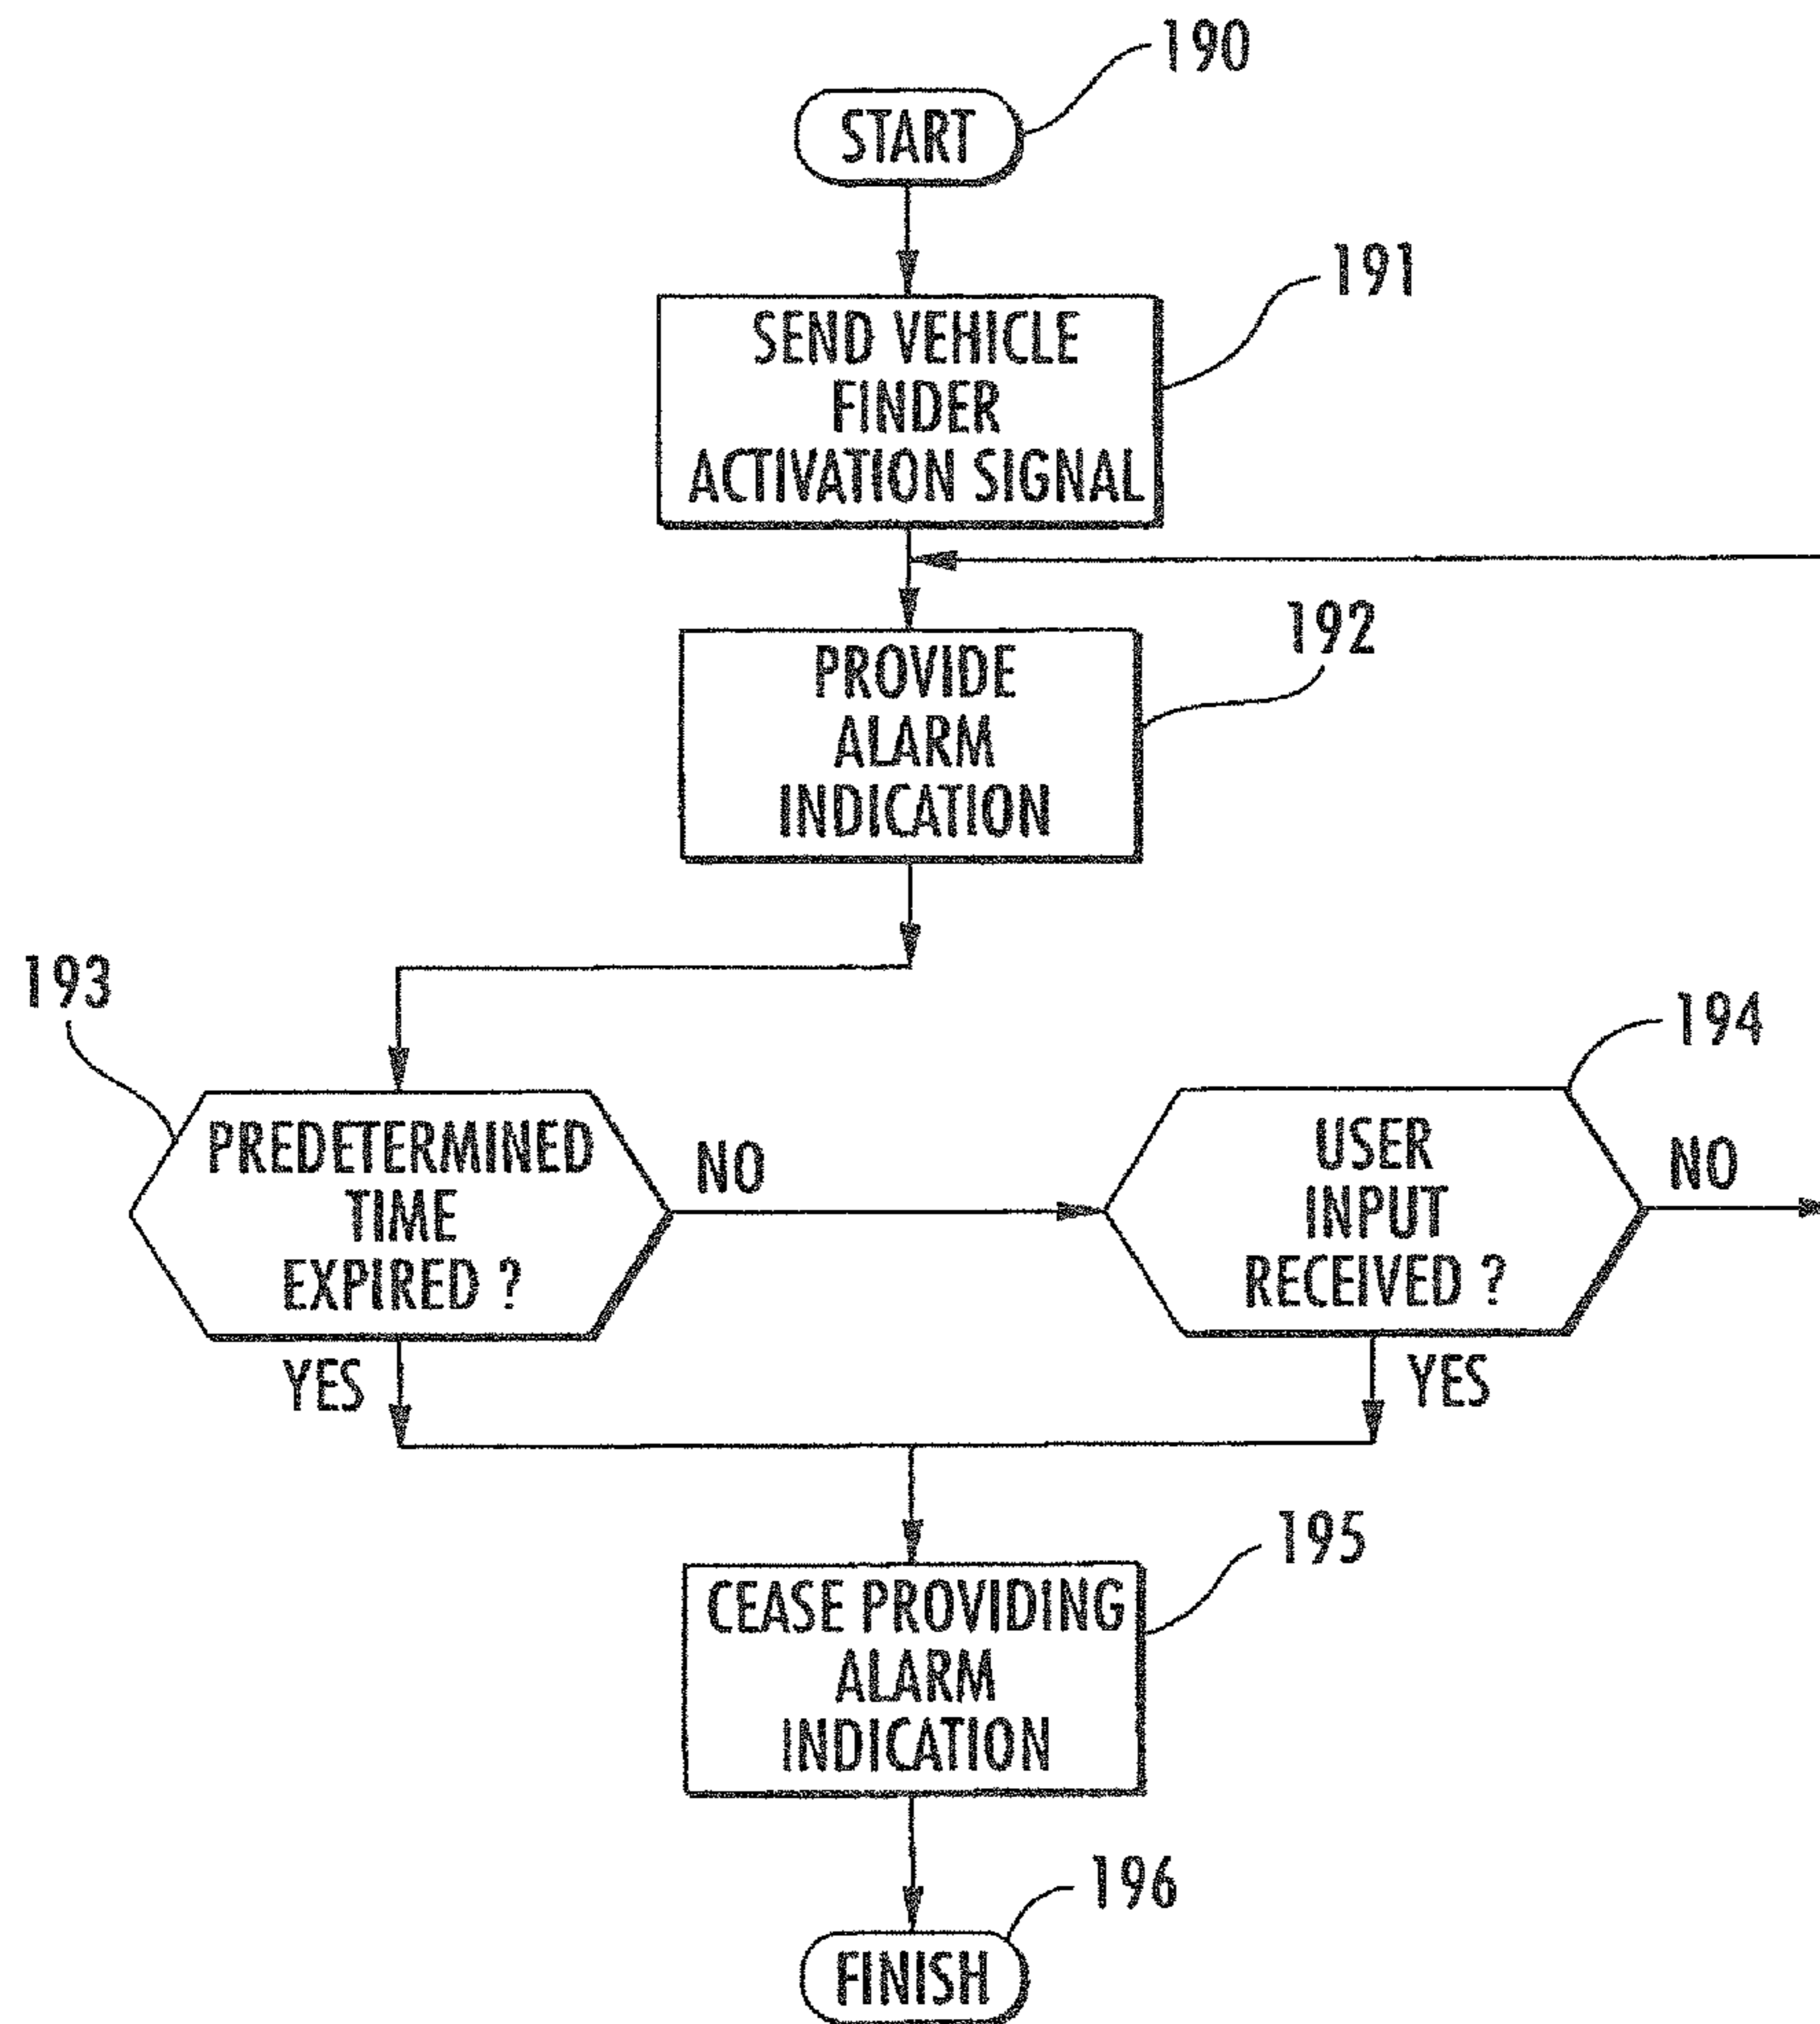 190
START
191
SEND VEHICLE
FINDER
ACTIVATION SIGNAL
192
PROVIDE
ALARM
INDICATION
193
PREDETERMINED
TIME
EXPIRED ?
NO
194
USER
INPUT
RECEIVED ?
NO
YES
YES
195
CEASE PROVIDING
ALARM
INDICATION
196
FINISH